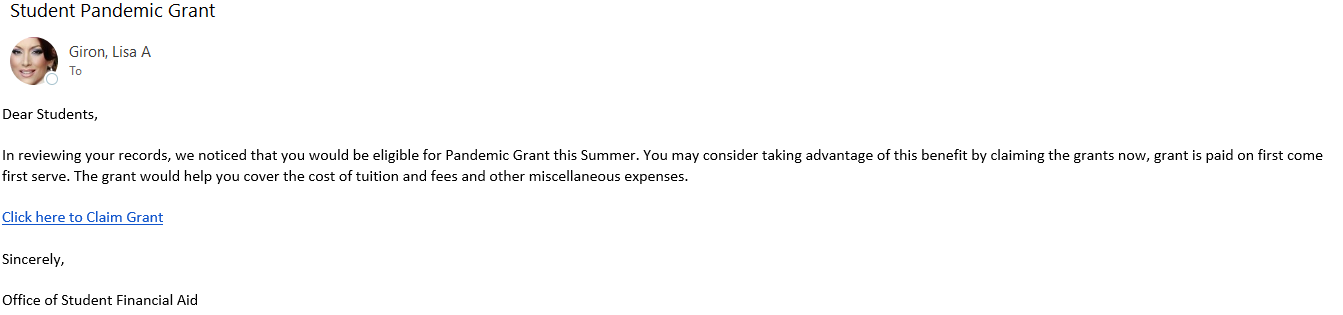 Student Pandemic Grant
Giron, Lisa A
To
Dear Students,
In reviewing your records, we noticed that you would be eligible for Pandemic Grant this Summer. You may consider taking advantage of this benefit by claiming the grants now, grant is paid on first come
first serve. The grant would help you cover the cost of tuition and fees and other miscellaneous expenses.
Click here to Claim Grant
Sincerely,
Office of Student Financial Aid